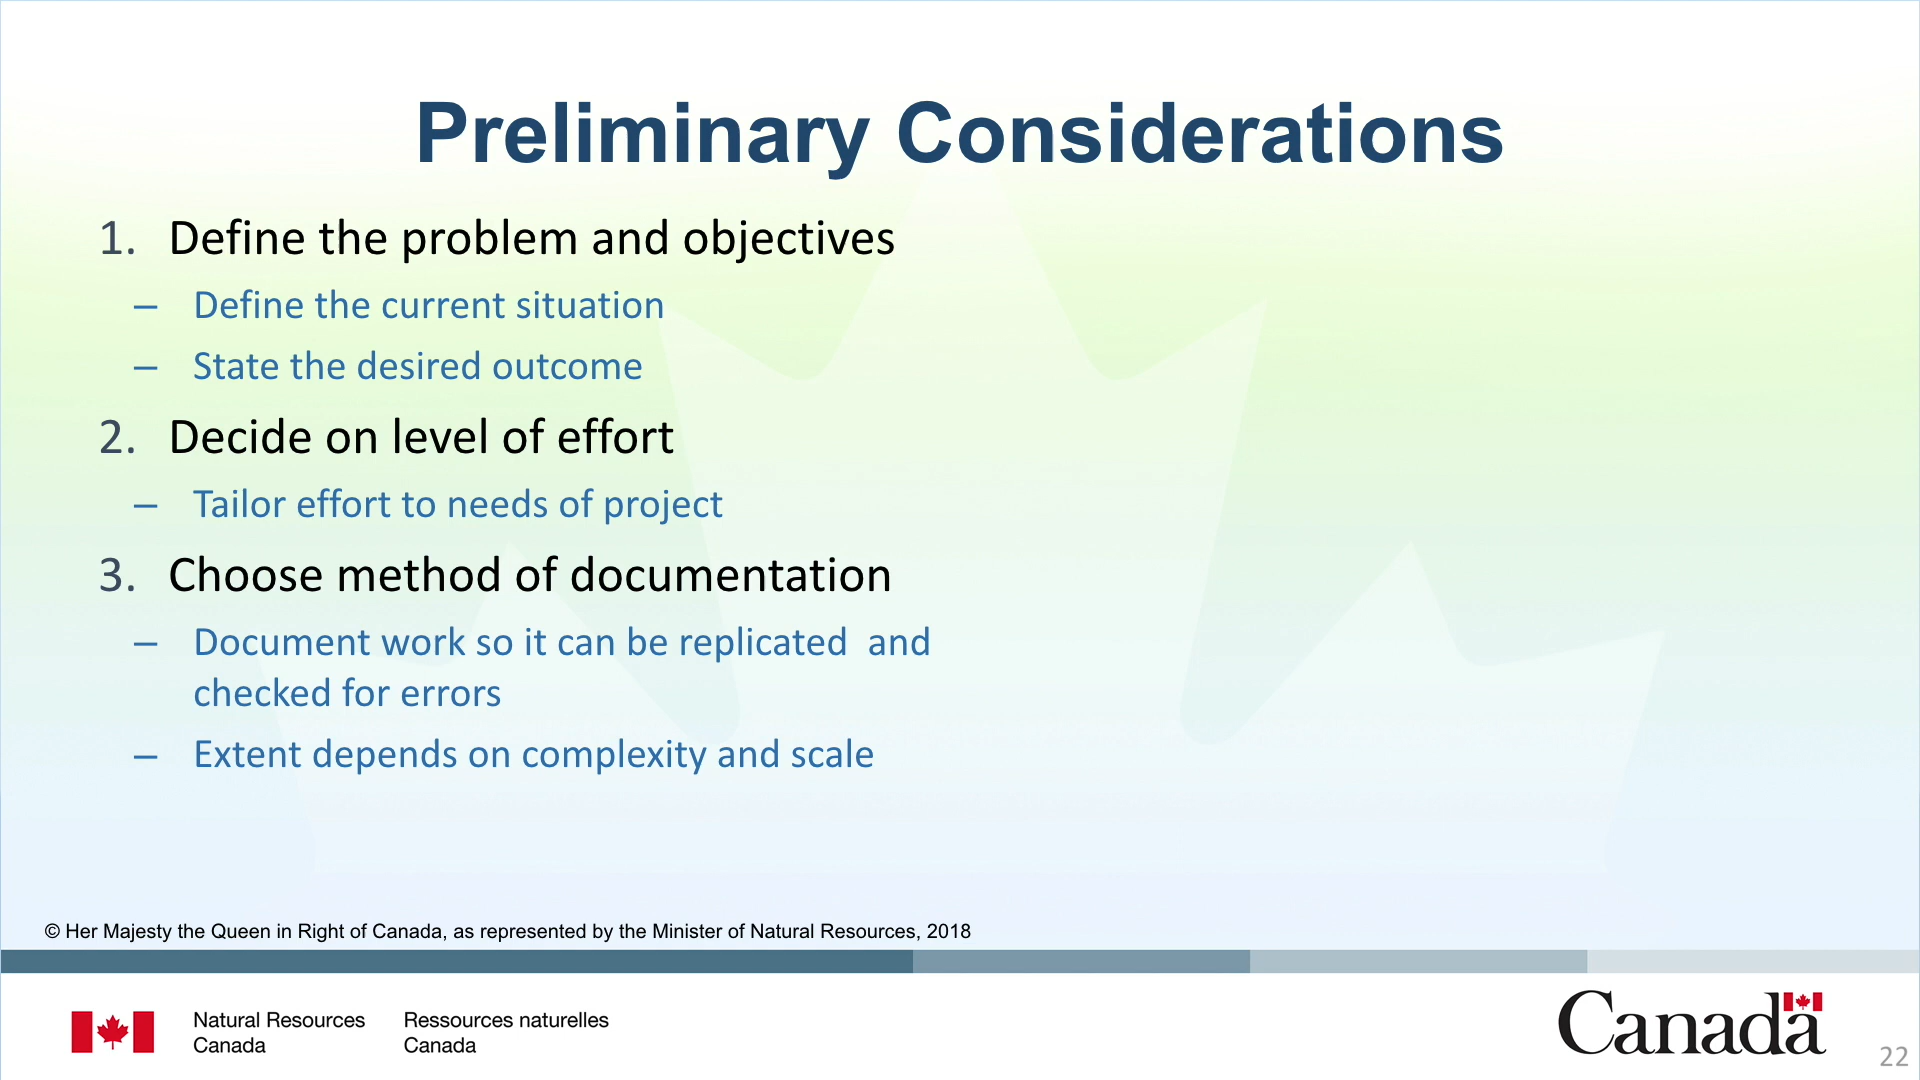 Preliminary Considerations
1. Define the problem and objectives
– Define the current situation
– State the desired outcome
2. Decide on level of effort
– Tailor effort to needs of project
3. Choose method of documentation
– Document work so it can be replicated  and
checked for errors
– Extent depends on complexity and scale
© Her Majesty the Queen in Right of Canada, as represented by the Minister of Natural Resources, 2018
Natural Resources
Canada
Ressources naturelles
Canada
Canada
22